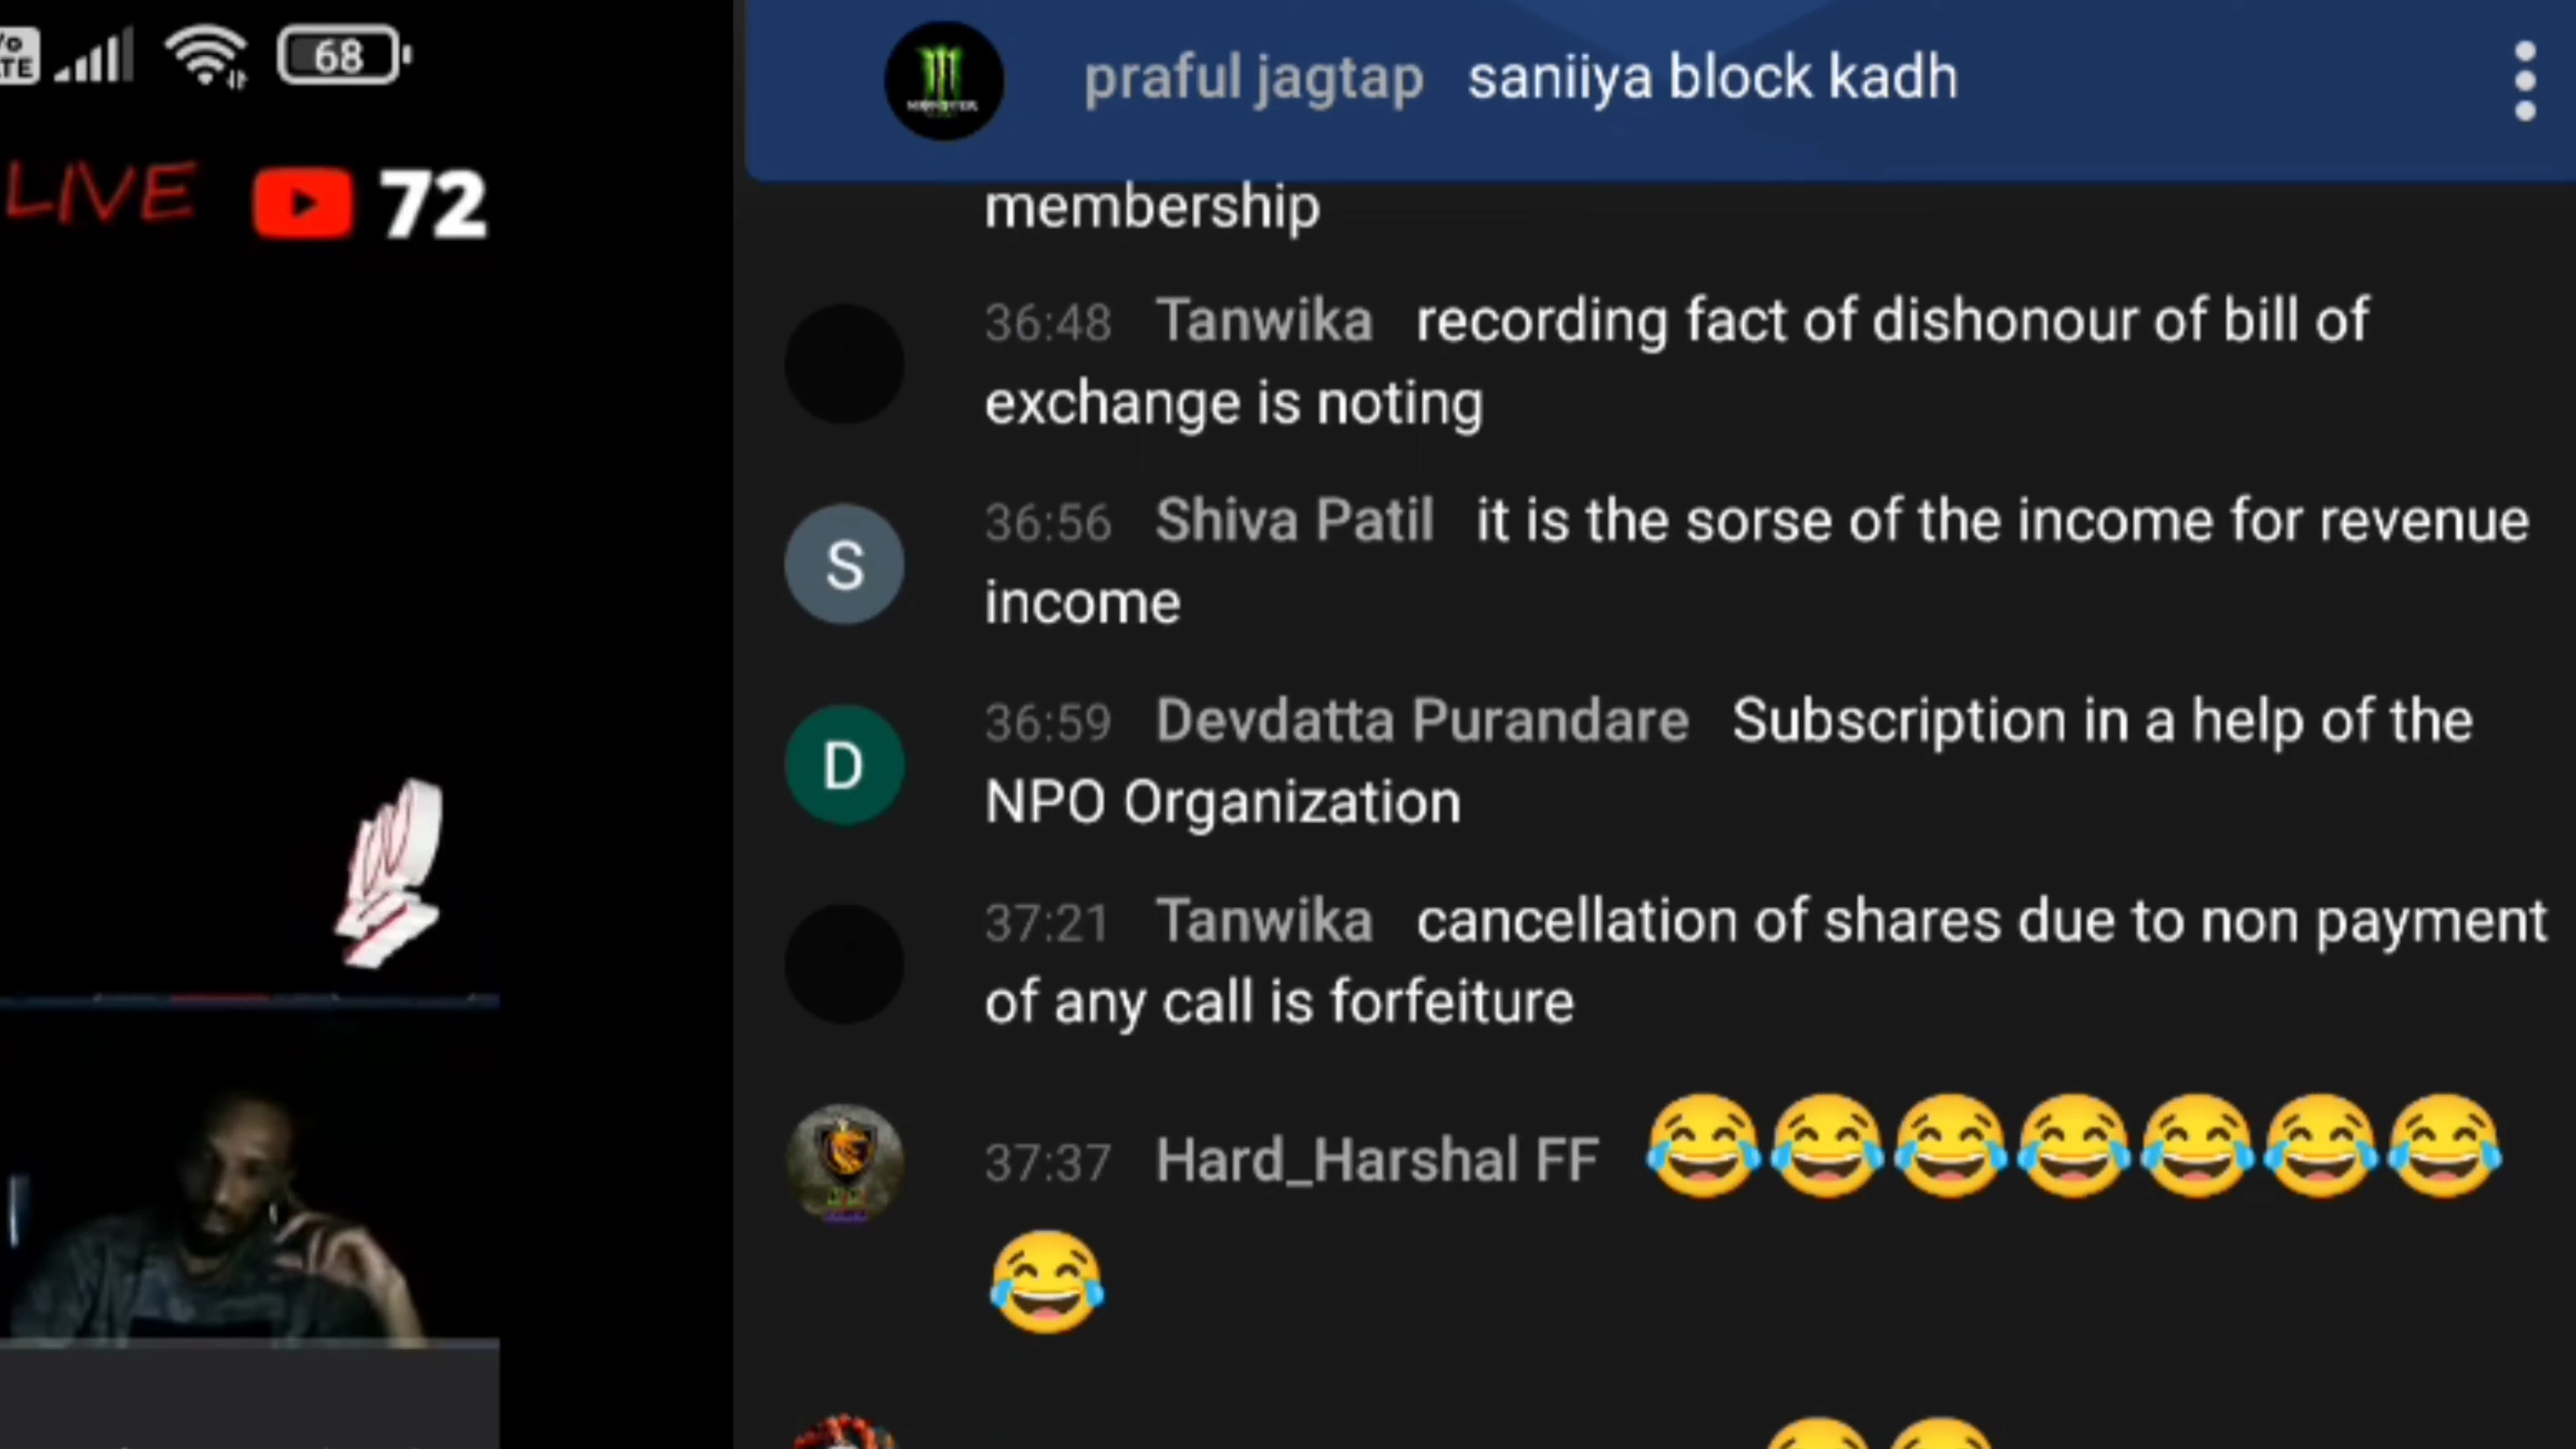 68
LIVE 72
praful jagtap saniiya block kadh
membership
36:48 Tanwika recording fact of dishonour of bill of
exchange is noting
S
36:56 Shiva Patil it is the sorse of the income for revenue
income
D
36:59 Devdatta Purandare Subscription in a help of the
NPO Organization
37:21 Tanwika cancellation of shares due to non payment
of any call is forfeiture
37:37 Hard_Harshal FF 😂😂😂😂😂😂😂
😂